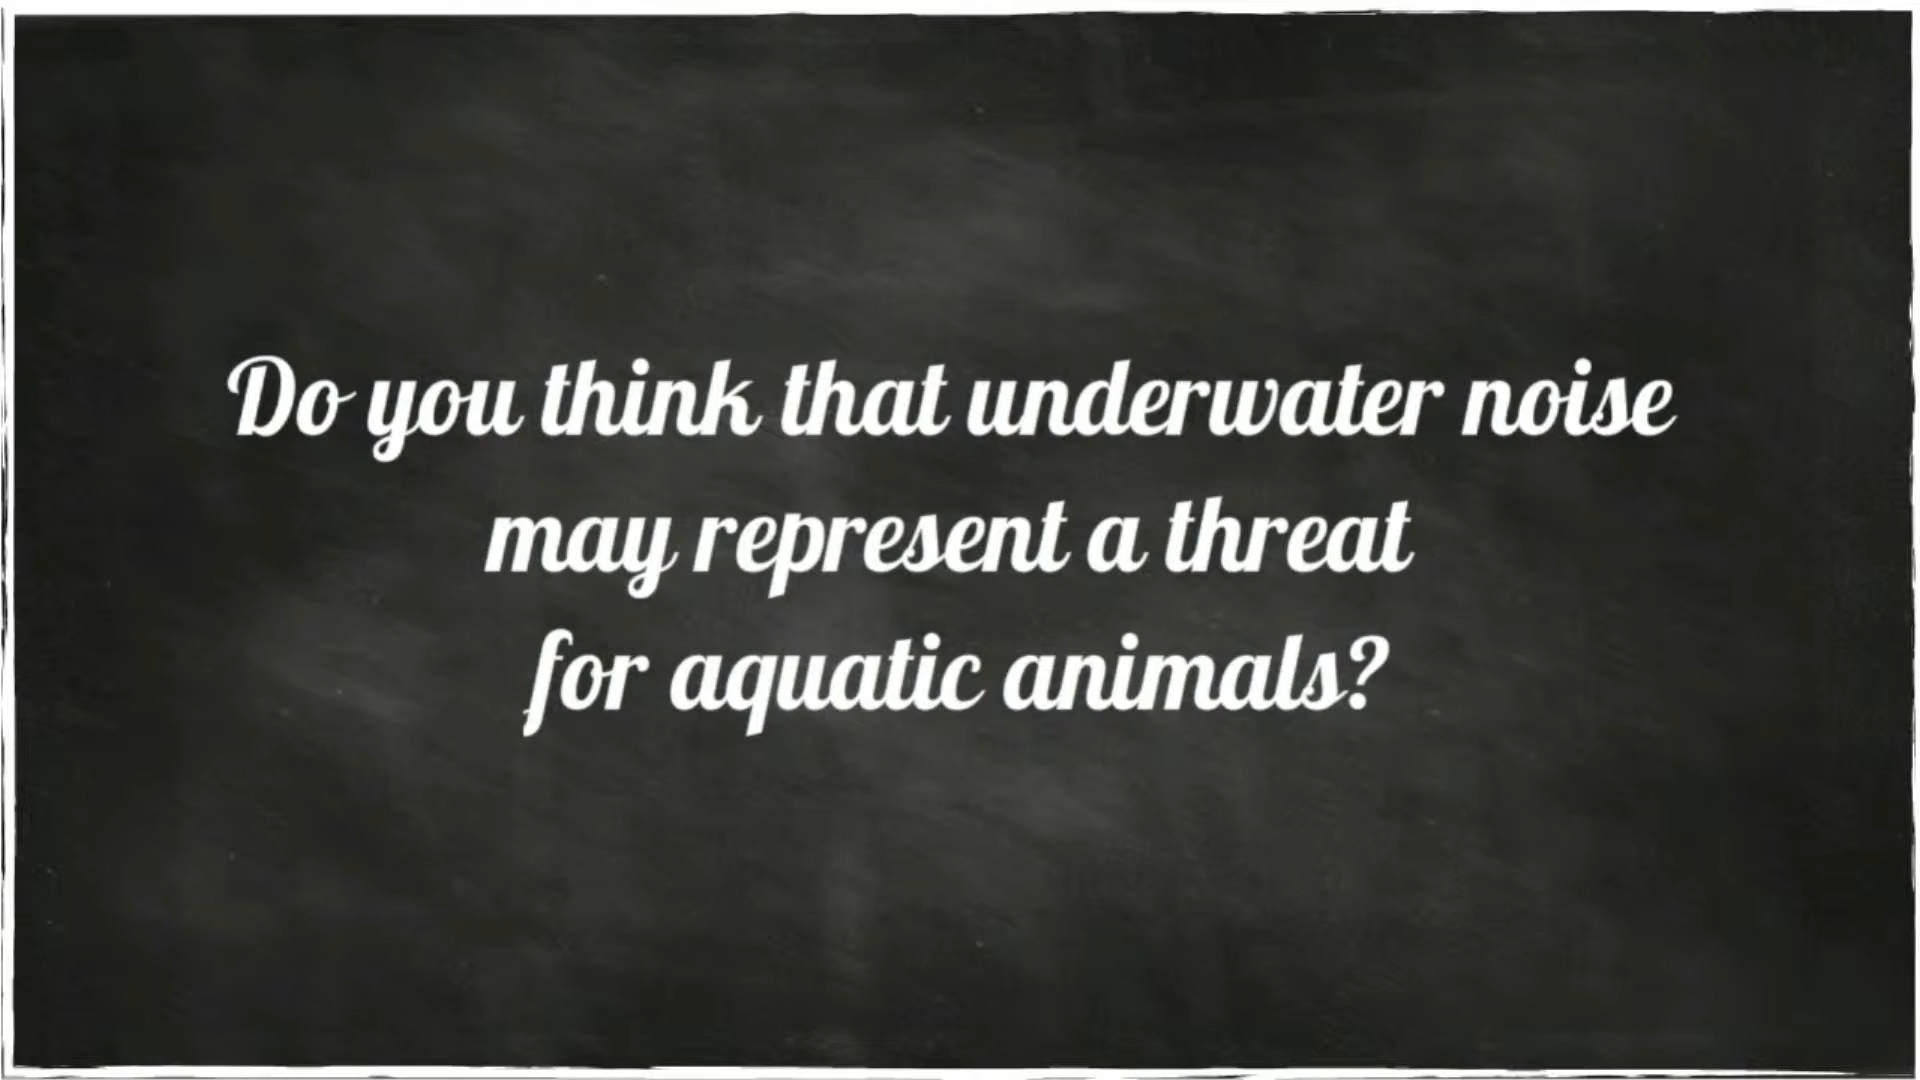 Do you think that underwater noise
may represent a threat
for aquatic animals?